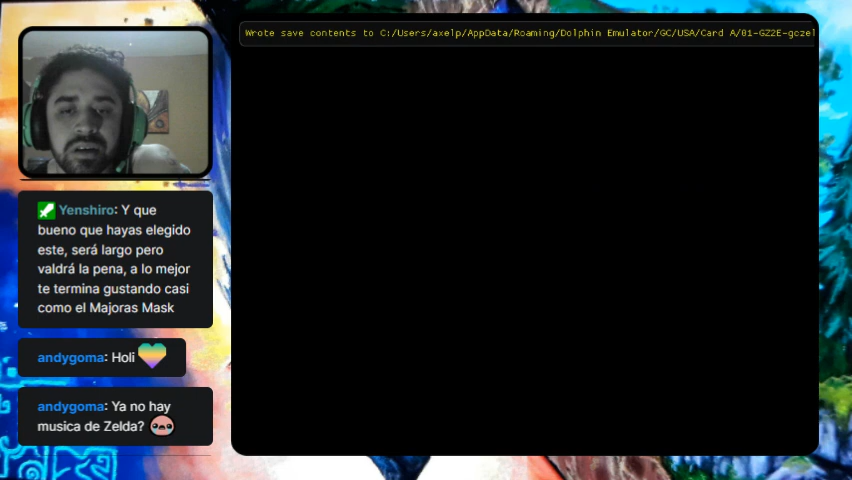 Wrote save contents to C:/Users/axelp/AppData/Roaming/Dolphin Emulator/GC/USA/Card A/01-GZ2E-gczel
Yenshiro: Y que
bueno que hayas elegido
este, será largo pero
valdrá la pena, a lo mejor
te termina gustando casi
como el Majoras Mask
andygoma: Holi
andygoma: Ya no hay
musica de Zelda?